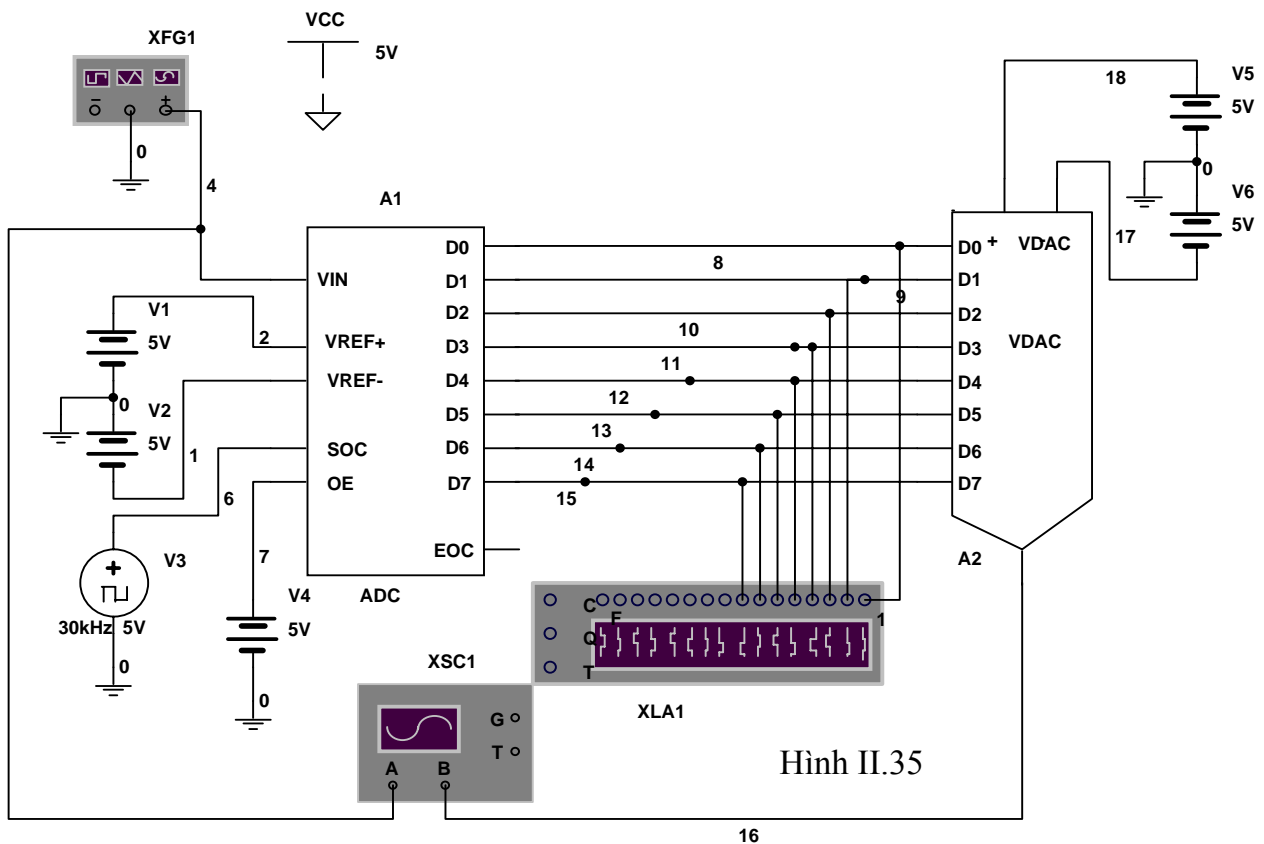 XFG1
VCC
5V
0
4
A1
VIN
VREF+
VREF-
SOC
OE
D0
D1
D2
D3
D4
D5
D6
D7
EOC
ADC
V1
5V
2
0
V2
5V
1
6
V3
30kHz 5V
0
7
V4
5V
0
8
9
10
11
12
13
14
15
18
V5
5V
0
V6
5V
17
D0 + VDAC
D1
D2
D3 VDAC
D4
D5
D6
D7
A2
C
F
1
Q
T
XLA1
XSC1
G
T
A B
Hình II.35
16